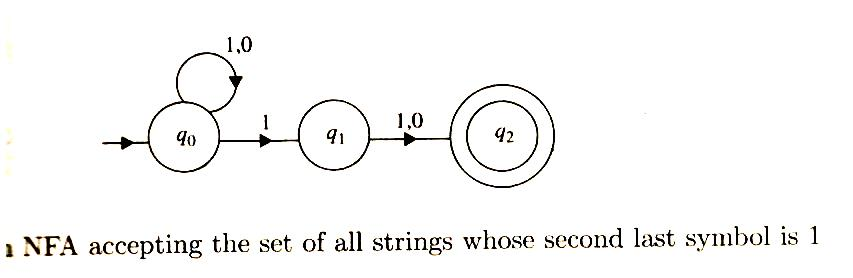 1,0
1
1,0
q0
q1
q2
NFA accepting the set of all strings whose second last symbol is 1